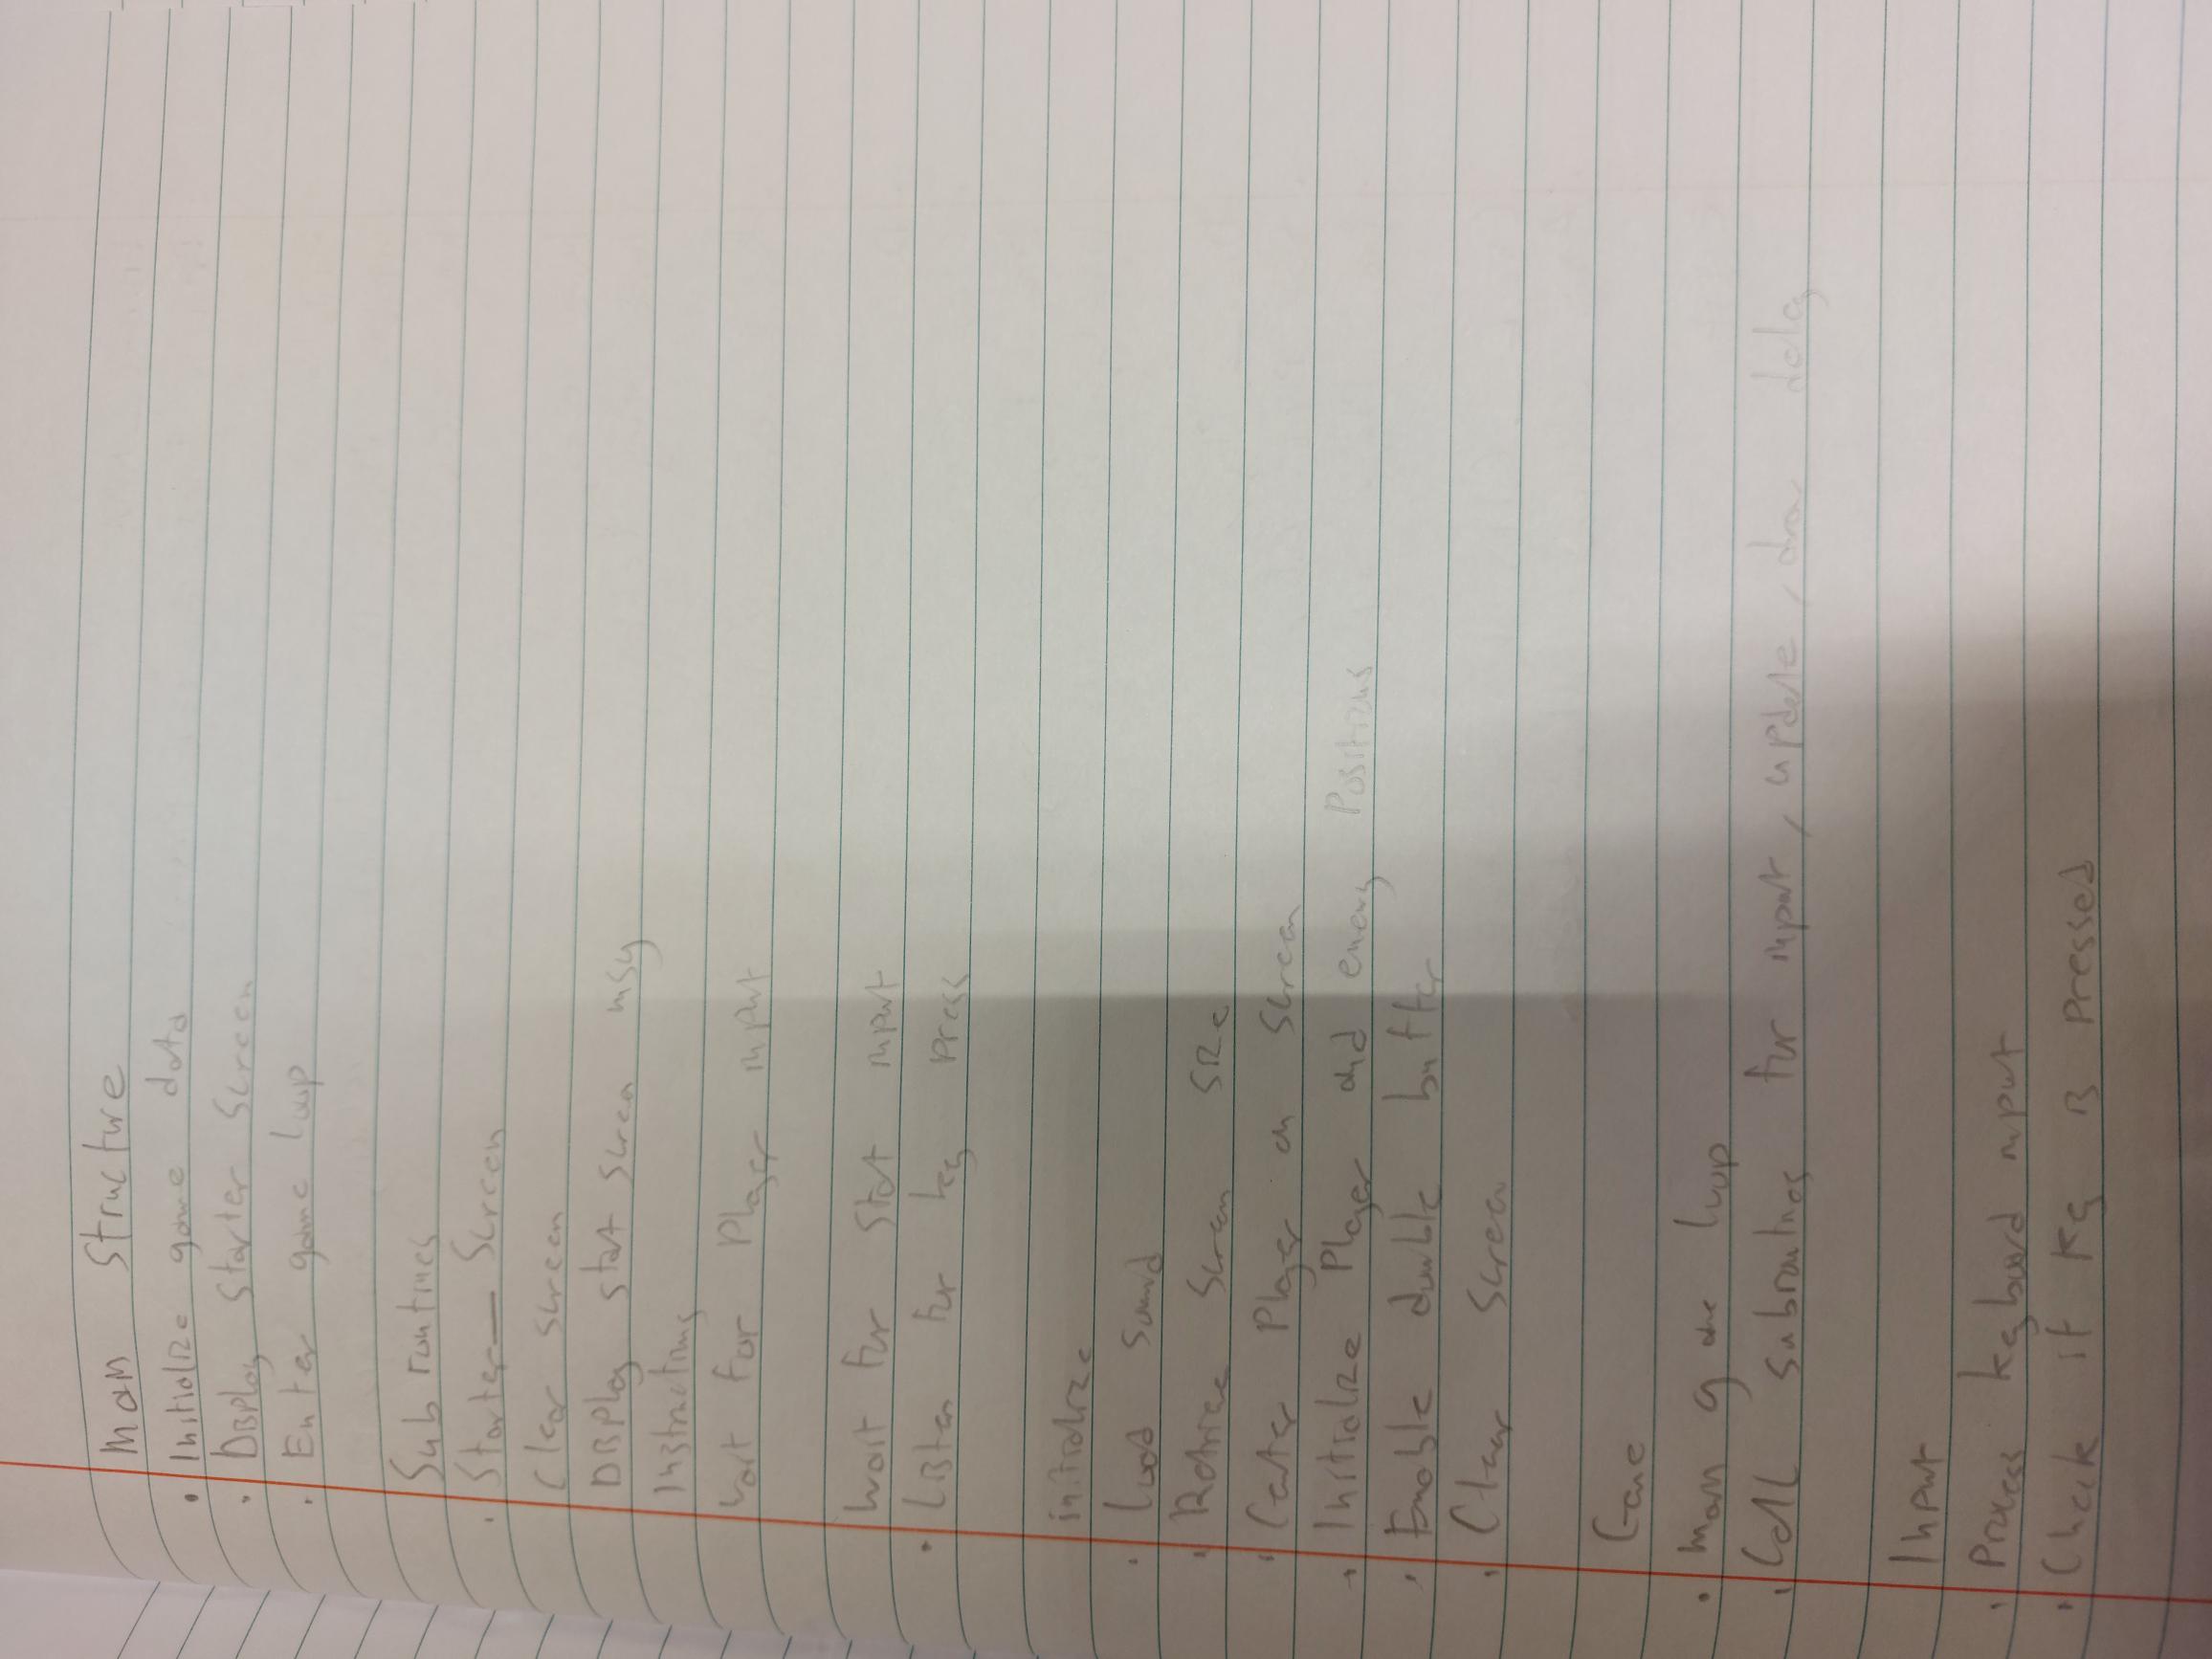 Main Structure
• Initialize game data
• Display Starter Screen
• Enter game loop
Sub routines
• Starter_Screen
Clear screen
Display start screen msg
Instructions
Wait for Player input
Wait for Start input
• Listen for key press
initialize
• Load sound
• Retrieve Screen size
• Center Player on Screen
• Initialize Player and enemy Positions
• Enable double buffer
• Clear Screen
Game
• Main game loop
• Call subroutines for input, update, draw delay
Input
• Process keyboard input
• Check if key is pressed